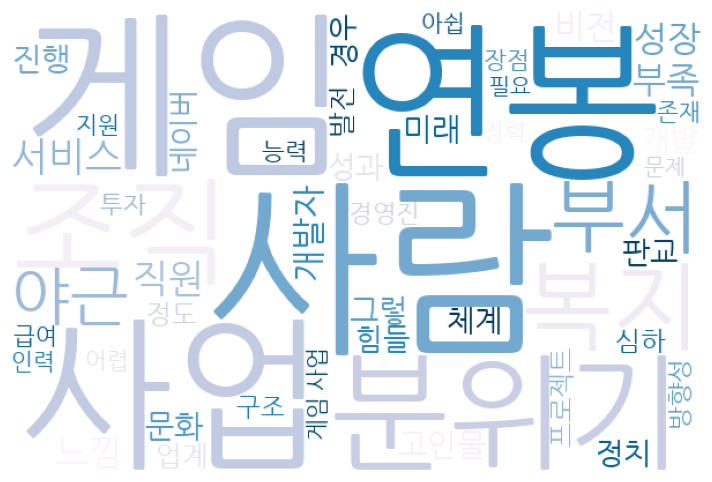 게임
연봉
사람
사업
분위기
조직
복지
부서
야근
직원
서비스
진행
지원
네이버
능력
발전
경우
아쉽
장점
필요
미래
비전
성장
부족
존재
경력
개발
문제
성과
경영진
투자
개발자
판교
정도
그렇
힘들
체계
심하
급여
인력
어렵
느낌
문화
업계
구조
게임 사업
고인물
프로젝트
정치
방향성